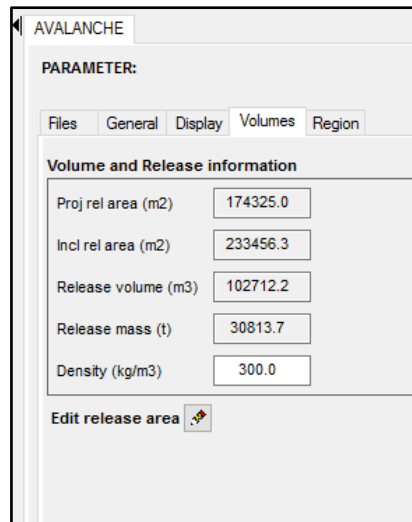 AVALANCHE
PARAMETER:
Files General Display Volumes Region
Volume and Release information
Proj rel area (m2) 174325.0
Incl rel area (m2) 233456.3
Release volume (m3) 102712.2
Release mass (t) 30813.7
Density (kg/m3) 300.0
Edit release area